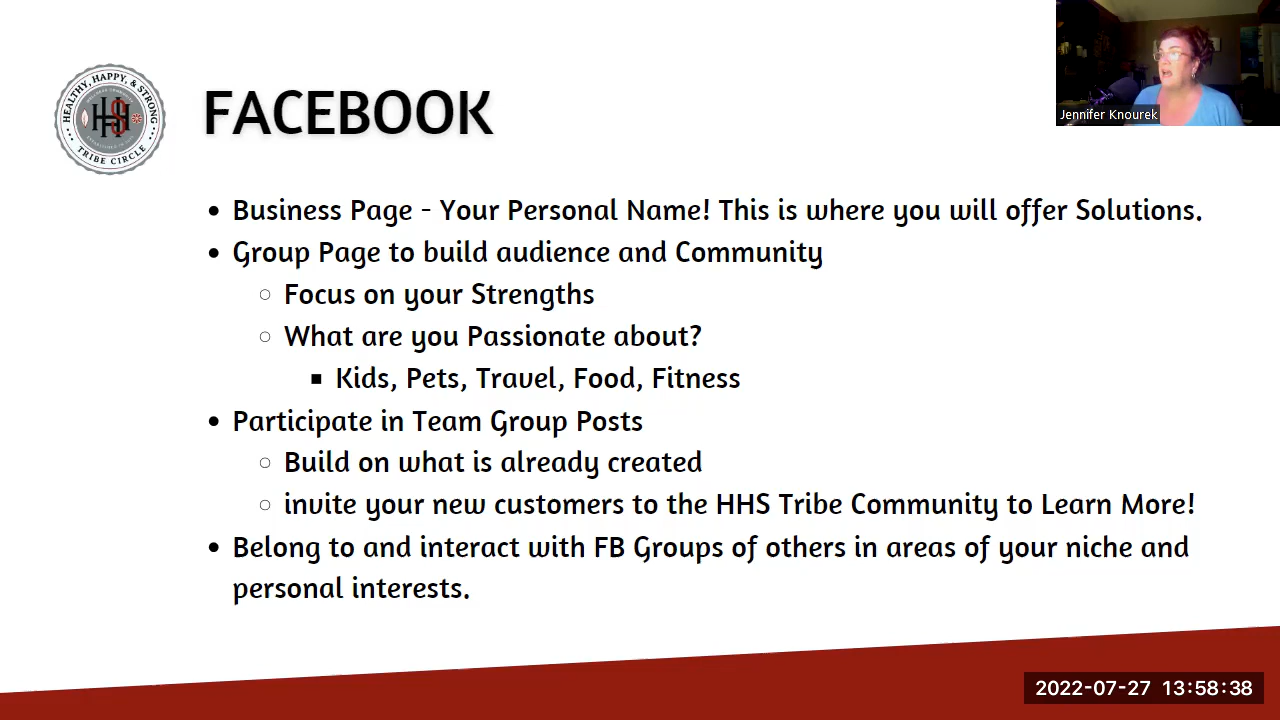 HEALTHY, HAPPY, & STRONG
HHS
TRIBE CIRCLE
FACEBOOK
Jennifer Knourek
Business Page - Your Personal Name! This is where you will offer Solutions.
Group Page to build audience and Community
Focus on your Strengths
What are you Passionate about?
Kids, Pets, Travel, Food, Fitness
Participate in Team Group Posts
Build on what is already created
invite your new customers to the HHS Tribe Community to Learn More!
Belong to and interact with FB Groups of others in areas of your niche and
personal interests.
2022-07-27 13:58:38